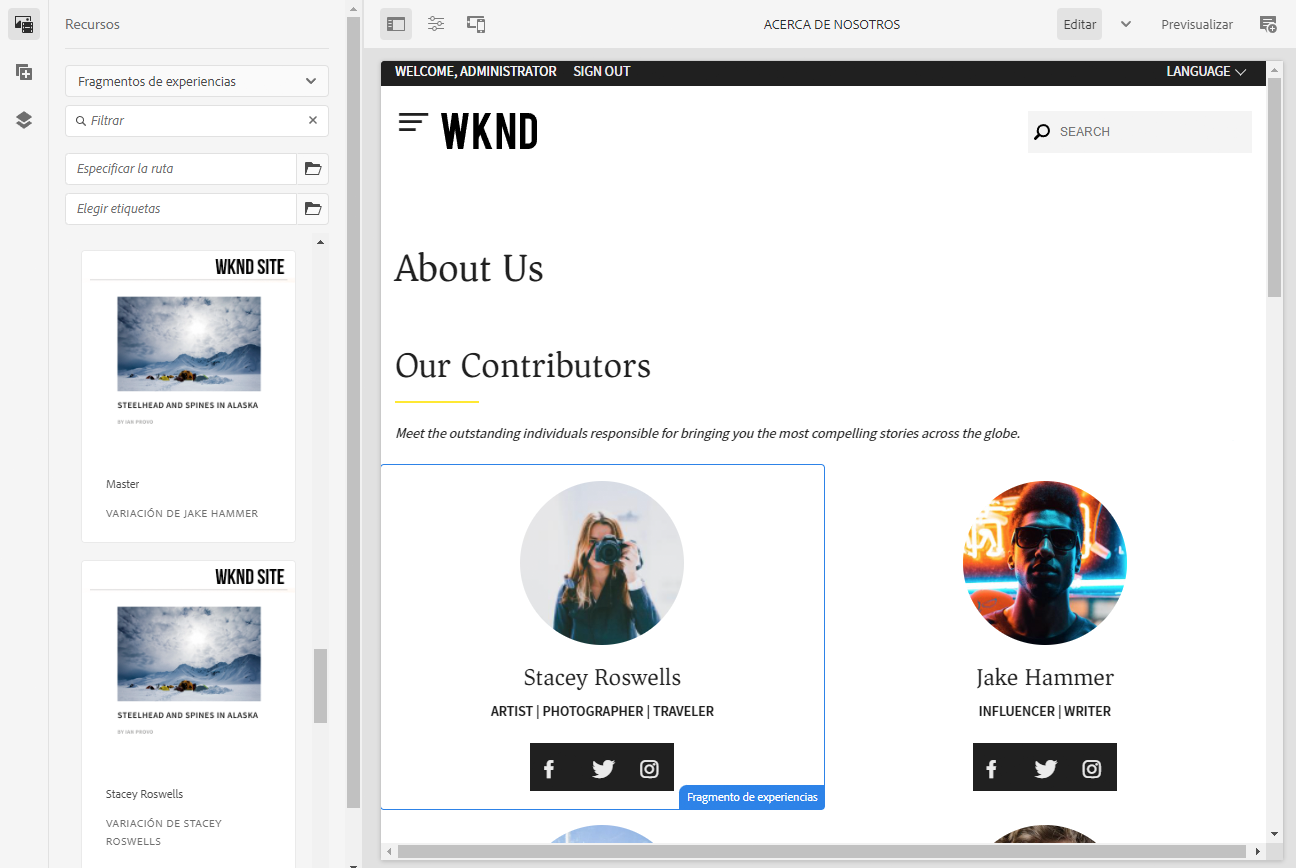 Recursos
Fragmentos de experiencias
Filtrar
Especificar la ruta
Elegir etiquetas
WKND SITE
STEELHEAD AND SPINES IN ALASKA
BY IAN PROVO
Master
VARIACIÓN DE JAKE HAMMER
WKND SITE
STEELHEAD AND SPINES IN ALASKA
BY IAN PROVO
Stacey Roswells
VARIACIÓN DE STACEY
ROSWELLS
ACERCA DE NOSOTROS
Editar
Previsualizar
WELCOME, ADMINISTRATOR SIGN OUT
LANGUAGE
WKND
SEARCH
About Us
Our Contributors
Meet the outstanding individuals responsible for bringing you the most compelling stories across the globe.
Stacey Roswells
ARTIST | PHOTOGRAPHER | TRAVELER
Fragmento de experiencias
Jake Hammer
INFLUENCER | WRITER